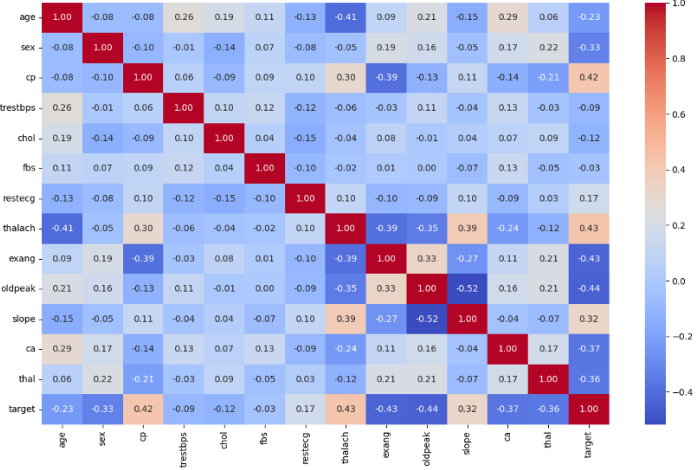 age 1.00 -0.08 -0.08 0.26 0.19 0.11 -0.13 -0.41 0.09 0.21 -0.15 0.29 0.06 -0.23
sex -0.08 1.00 -0.10 -0.01 -0.14 0.07 -0.08 -0.05 0.19 0.16 -0.05 0.17 0.22 -0.33
cp -0.08 -0.10 1.00 0.06 -0.09 0.09 0.10 0.30 -0.39 -0.13 0.11 -0.14 -0.21 0.42
trestbps 0.26 -0.01 0.06 1.00 0.10 0.12 -0.12 -0.06 -0.03 0.11 -0.04 0.13 -0.03 -0.09
chol 0.19 -0.14 -0.09 0.10 1.00 0.04 -0.15 -0.04 0.08 -0.01 0.04 0.07 0.09 -0.12
fbs 0.11 0.07 0.09 0.12 0.04 1.00 -0.10 -0.02 0.01 0.00 -0.07 0.13 -0.05 -0.03
restecg -0.13 -0.08 0.10 -0.12 -0.15 -0.10 1.00 0.10 -0.10 -0.09 0.10 -0.09 0.03 0.17
thalach -0.41 -0.05 0.30 -0.06 -0.04 -0.02 0.10 1.00 -0.39 -0.35 0.39 -0.24 -0.12 0.43
exang 0.09 0.19 -0.39 -0.03 0.08 0.01 -0.10 -0.39 1.00 0.33 -0.27 0.11 0.21 -0.43
oldpeak 0.21 0.16 -0.13 0.11 -0.01 0.00 -0.09 -0.35 0.33 1.00 -0.52 0.16 0.21 -0.44
slope -0.15 -0.05 0.11 -0.04 0.04 -0.07 0.10 0.39 -0.27 -0.52 1.00 -0.04 -0.07 0.32
ca 0.29 0.17 -0.14 0.13 0.07 0.13 -0.09 -0.24 0.11 0.16 -0.04 1.00 0.17 -0.37
thal 0.06 0.22 -0.21 -0.03 0.09 -0.05 0.03 -0.12 0.21 0.21 -0.07 0.17 1.00 -0.36
target -0.23 -0.33 0.42 -0.09 -0.12 -0.03 0.17 0.43 -0.43 -0.44 0.32 -0.37 -0.36 1.00
age sex cp trestbps chol fbs restecg thalach exang oldpeak slope ca thal target
1.0
0.8
0.6
0.4
0.2
0.0
-0.2
-0.4